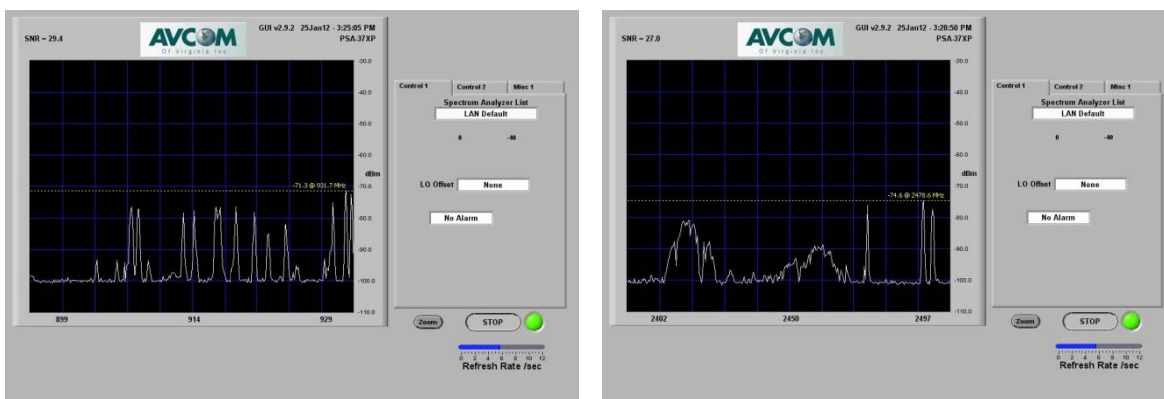 SNR = 29.4
AVCOM
Of Virginia Inc.
GUI v2.9.2 25Jan12 - 3:25:05 PM
PSA-37XP
-30.0
-40.0
-50.0
-60.0
dBm
-70.0
-80.0
-90.0
-100.0
-110.0
-71.3 @ 931.7 MHz
899 914 929
Control 1 Control 2 Misc 1
Spectrum Analyzer List
LAN Default
0
LO Offset None
No Alarm
Zoom STOP
0 2 4 6 8 10 12
Refresh Rate /sec
SNR = 27.0
AVCOM
Of Virginia Inc.
GUI v2.9.2 25Jan12 - 3:28:50 PM
PSA-37XP
-30.0
-40.0
-50.0
-60.0
dBm
-70.0
-80.0
-90.0
-100.0
-110.0
-74.6 @ 2478.6 MHz
2402 2450 2497
Control 1 Control 2 Misc 1
Spectrum Analyzer List
LAN Default
0
LO Offset None
No Alarm
Zoom STOP
0 2 4 6 8 10 12
Refresh Rate /sec